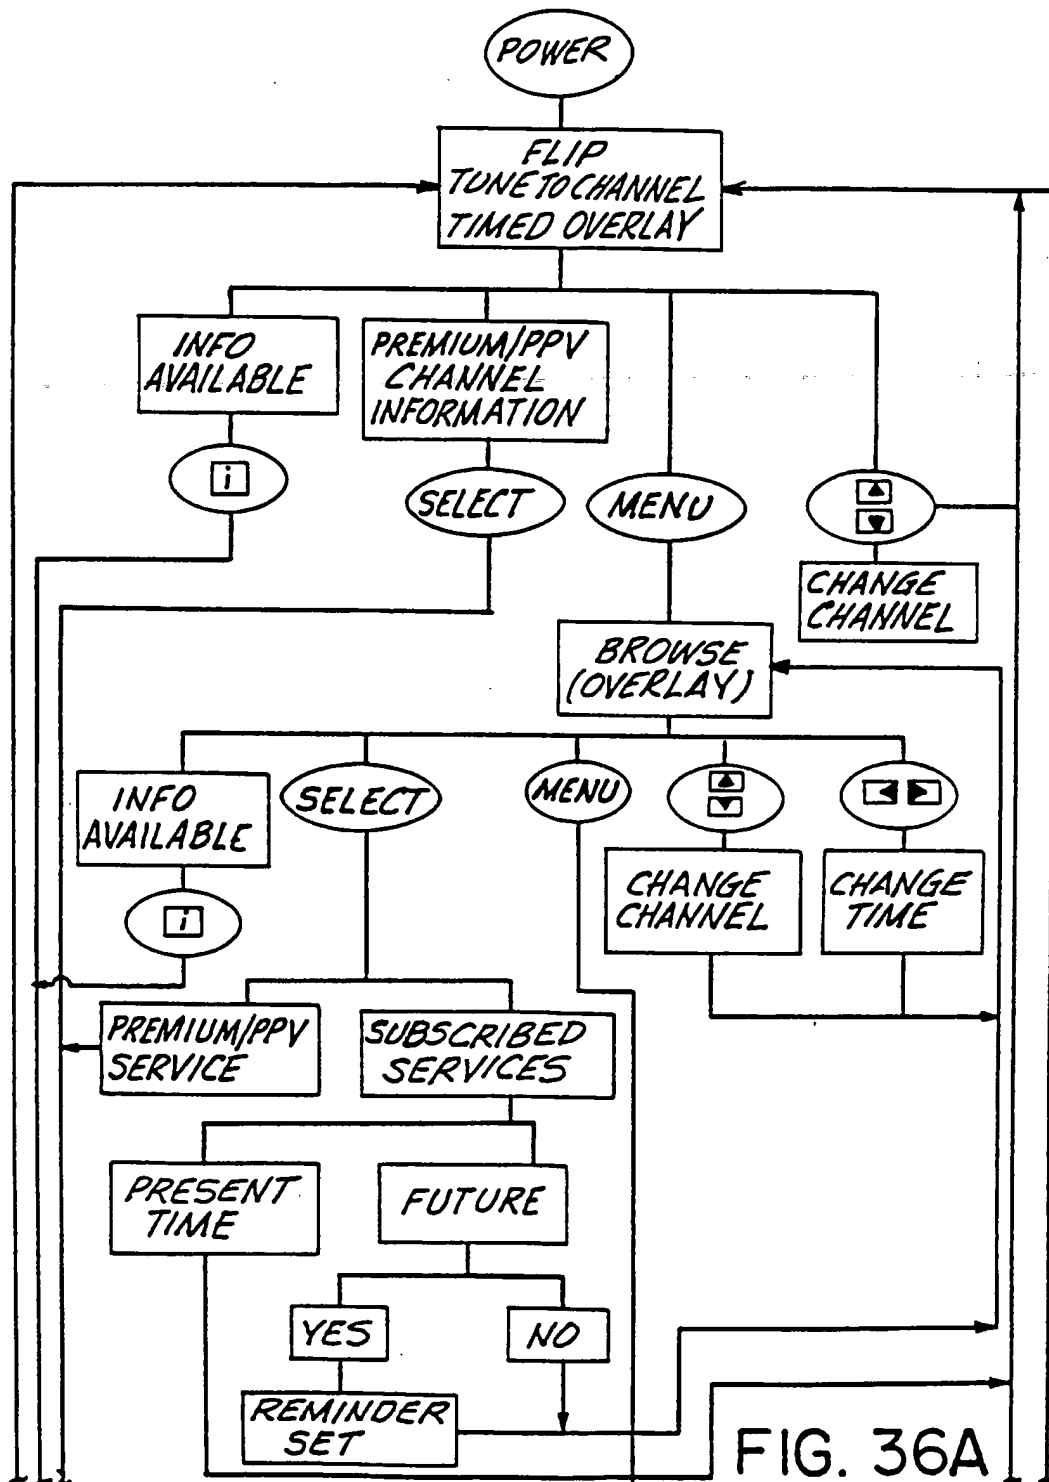 POWER
FLIP
TUNE TO CHANNEL
TIMED OVERLAY
INFO
AVAILABLE
i
PREMIUM/PPV
CHANNEL
INFORMATION
SELECT
MENU
CHANGE
CHANNEL
BROWSE
(OVERLAY)
INFO
AVAILABLE
i
SELECT
MENU
CHANGE
CHANNEL
CHANGE
TIME
PREMIUM/PPV
SERVICE
SUBSCRIBED
SERVICES
PRESENT
TIME
FUTURE
YES
NO
REMINDER
SET
FIG. 36A